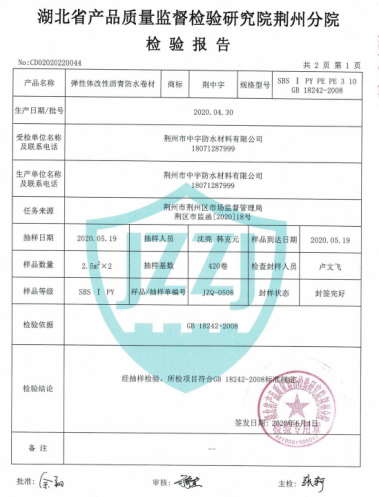 湖北省产品质量监督检验研究院荆州分院
检 验 报 告
No:CD02020220044 共 2 页 第 1 页
产品名称 弹性体改性沥青防水卷材 商标 荆中宇 规格型号 SBS Ⅰ PY PE PE 3 10
GB 18242-2008
生产日期/批号 2020.04.30
受检单位名称
及联系电话
荆州市中宇防水材料有限公司
18071287999
生产单位名称
及联系电话
荆州市中宇防水材料有限公司
18071287999
任务来源 荆州市荆州区市场监督管理局
荆区市监函[2020]18号
抽样日期 2020.05.19 抽样人员 沈亮 韩克元 样品到达日期 2020.05.19
样品数量 2.5㎡×2 抽样基数 420卷 检查封样人员 卢文飞
样品等级 SBS Ⅰ PY 样品/抽样单编号 JZQ-0508 封样状态 封签完好
检验依据 GB 18242-2008
JZZJ
检验结论 经抽样检验，所检项目符合GB 18242-2008标准规定。
签发日期: 2020年6月1日
备 注 ——
批准: 审核: 主检: